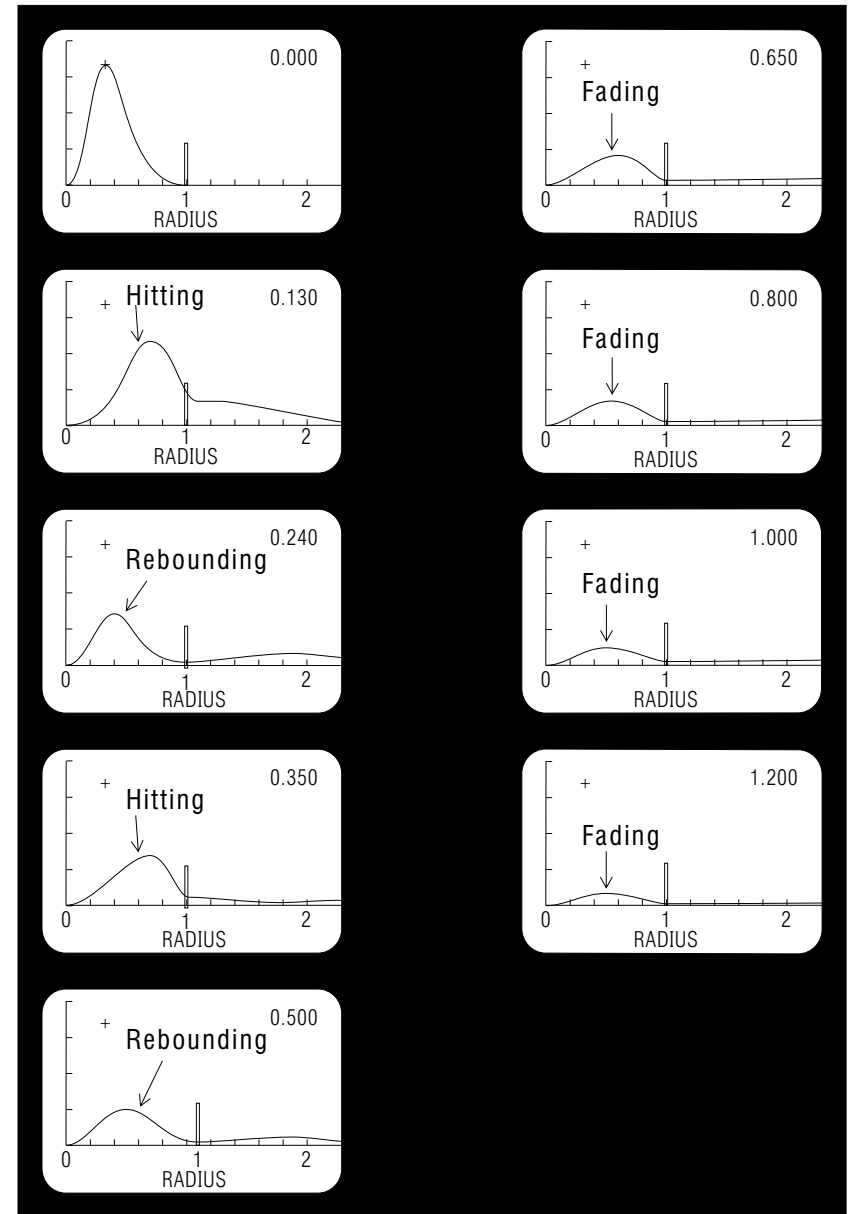 0.000
0 1 2
RADIUS
Hitting 0.130
0 1 2
RADIUS
0.240
Rebounding
0 1 2
RADIUS
0.350
Hitting
0 1 2
RADIUS
0.500
Rebounding
0 1 2
RADIUS
0.650
Fading
0 1 2
RADIUS
0.800
Fading
0 1 2
RADIUS
1.000
Fading
0 1 2
RADIUS
1.200
Fading
0 1 2
RADIUS